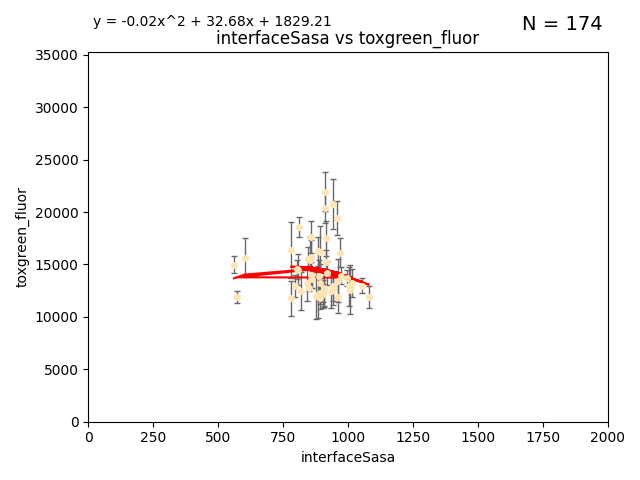 y = -0.02x^2 + 32.68x + 1829.21
N = 174
interfaceSasa vs toxgreen_fluor
35000
30000
25000
20000
15000
10000
5000
0
toxgreen_fluor
0 250 500 750 1000 1250 1500 1750 2000
interfaceSasa